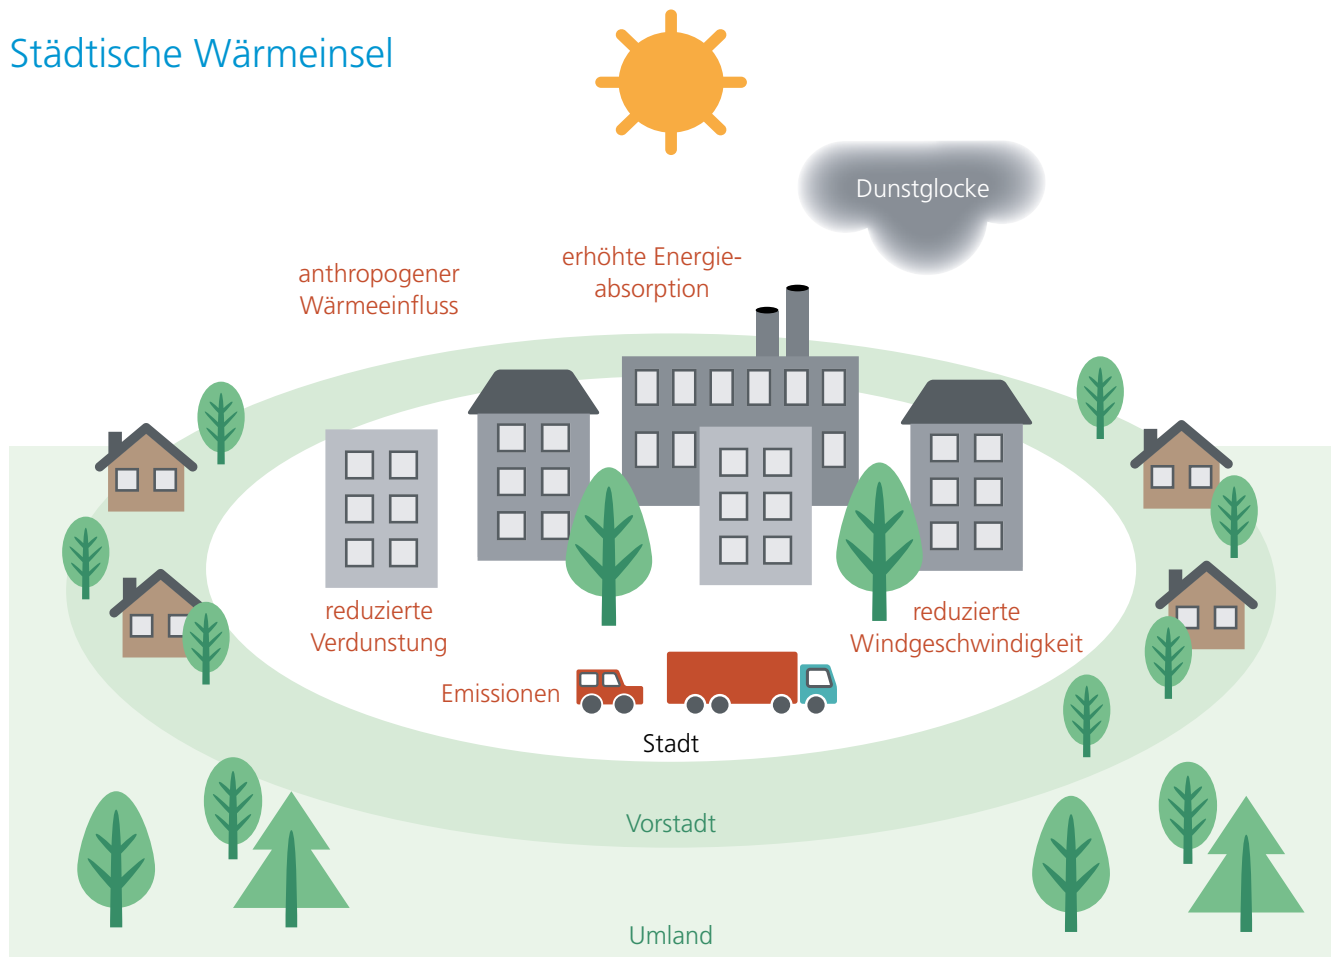 Städtische Wärmeinsel
Dunstglocke
erhöhte Energie-
absorption
anthropogener
Wärmeeinfluss
reduzierte
Verdunstung
reduzierte
Windgeschwindigkeit
Emissionen
Stadt
Vorstadt
Umland